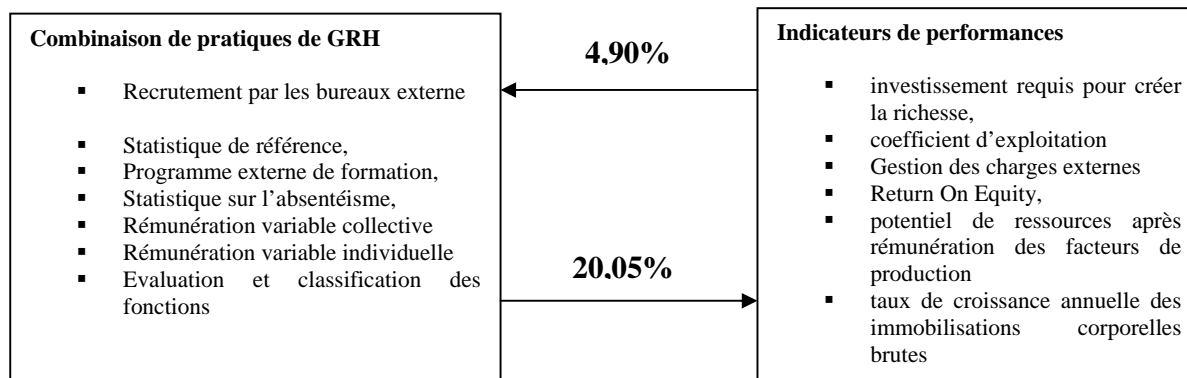 Combinaison de pratiques de GRH
▪ Recrutement par les bureaux externe
▪ Statistique de référence,
▪ Programme externe de formation,
▪ Statistique sur l'absentéisme,
▪ Rémunération variable collective
▪ Rémunération variable individuelle
▪ Evaluation et classification des
fonctions
4,90%
20,05%
Indicateurs de performances
▪ investissement requis pour créer
la richesse,
▪ coefficient d'exploitation
▪ Gestion des charges externes
▪ Return On Equity,
▪ potentiel de ressources après
rémunération des facteurs de
production
▪ taux de croissance annuelle des
immobilisations corporelles
brutes